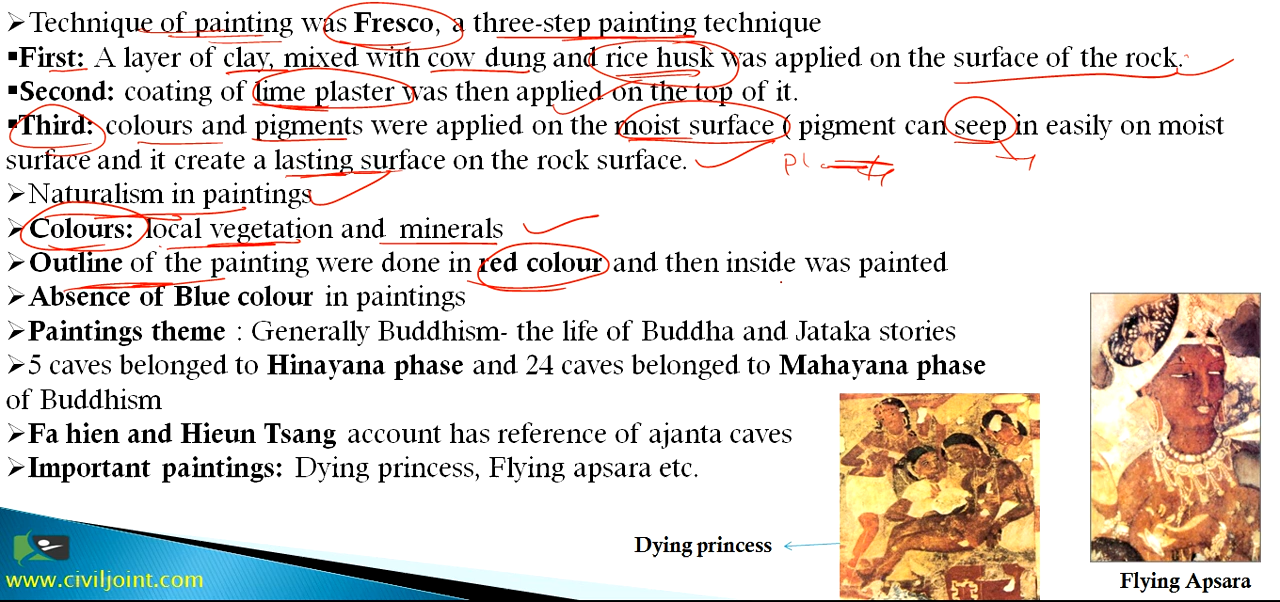 ➢Technique of painting was Fresco, a three-step painting technique
▪First: A layer of clay, mixed with cow dung and rice husk was applied on the surface of the rock.
▪Second: coating of lime plaster was then applied on the top of it.
▪Third: colours and pigments were applied on the moist surface ( pigment can seep in easily on moist
surface and it create a lasting surface on the rock surface.
➢Naturalism in paintings
➢Colours: local vegetation and minerals
➢Outline of the painting were done in red colour and then inside was painted
➢Absence of Blue colour in paintings
➢Paintings theme : Generally Buddhism- the life of Buddha and Jataka stories
➢5 caves belonged to Hinayana phase and 24 caves belonged to Mahayana phase
of Buddhism
➢Fa hien and Hieun Tsang account has reference of ajanta caves
➢Important paintings: Dying princess, Flying apsara etc.
Dying princess
Flying Apsara
www.civiljoint.com